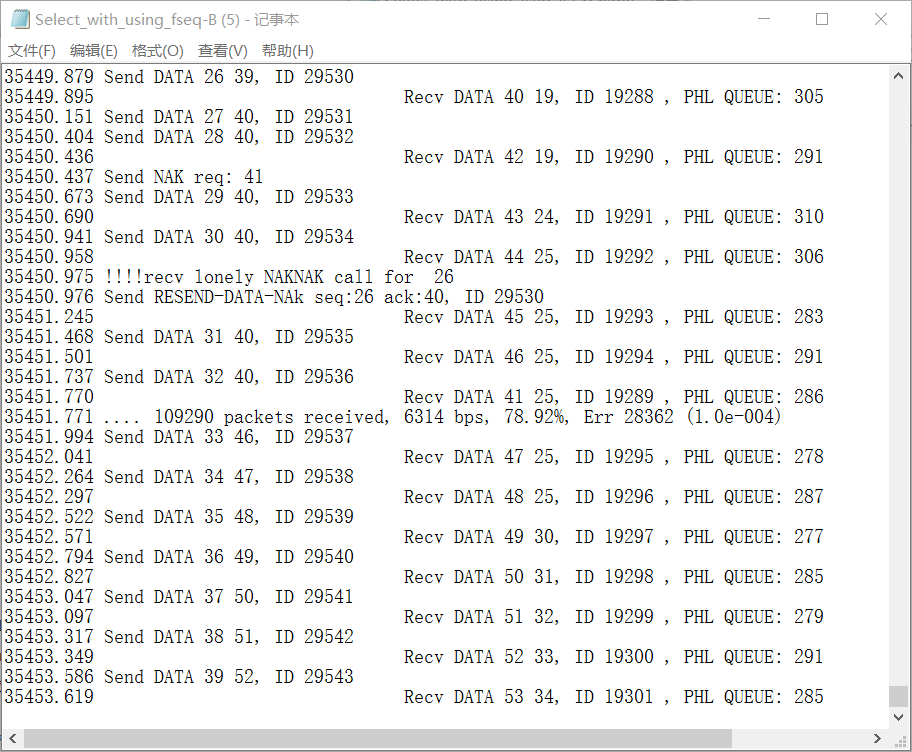 Select_with_using_fseq-B (5) - 记事本
文件(F) 编辑(E) 格式(O) 查看(V) 帮助(H)
35449.879 Send DATA 26 39, ID 29530
35449.895 Recv DATA 40 19, ID 19288 , PHL QUEUE: 305
35450.151 Send DATA 27 40, ID 29531
35450.404 Send DATA 28 40, ID 29532
35450.436 Recv DATA 42 19, ID 19290 , PHL QUEUE: 291
35450.437 Send NAK req: 41
35450.673 Send DATA 29 40, ID 29533
35450.690 Recv DATA 43 24, ID 19291 , PHL QUEUE: 310
35450.941 Send DATA 30 40, ID 29534
35450.958 Recv DATA 44 25, ID 19292 , PHL QUEUE: 306
35450.975 !!!!recv lonely NAKNAK call for  26
35450.976 Send RESEND-DATA-NAk seq:26 ack:40, ID 29530
35451.245 Recv DATA 45 25, ID 19293 , PHL QUEUE: 283
35451.468 Send DATA 31 40, ID 29535
35451.501 Recv DATA 46 25, ID 19294 , PHL QUEUE: 291
35451.737 Send DATA 32 40, ID 29536
35451.770 Recv DATA 41 25, ID 19289 , PHL QUEUE: 286
35451.771 .... 109290 packets received, 6314 bps, 78.92%, Err 28362 (1.0e-004)
35451.994 Send DATA 33 46, ID 29537
35452.041 Recv DATA 47 25, ID 19295 , PHL QUEUE: 278
35452.264 Send DATA 34 47, ID 29538
35452.297 Recv DATA 48 25, ID 19296 , PHL QUEUE: 287
35452.522 Send DATA 35 48, ID 29539
35452.571 Recv DATA 49 30, ID 19297 , PHL QUEUE: 277
35452.794 Send DATA 36 49, ID 29540
35452.827 Recv DATA 50 31, ID 19298 , PHL QUEUE: 285
35453.047 Send DATA 37 50, ID 29541
35453.097 Recv DATA 51 32, ID 19299 , PHL QUEUE: 279
35453.317 Send DATA 38 51, ID 29542
35453.349 Recv DATA 52 33, ID 19300 , PHL QUEUE: 291
35453.586 Send DATA 39 52, ID 29543
35453.619 Recv DATA 53 34, ID 19301 , PHL QUEUE: 285